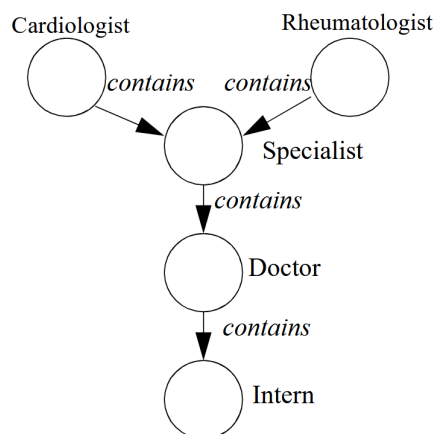 Cardiologist
Rheumatologist
contains
contains
Specialist
contains
Doctor
contains
Intern